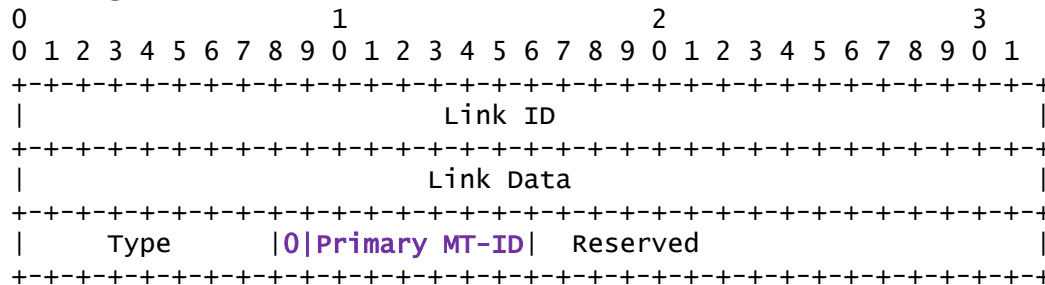 0                   1                   2                   3
0 1 2 3 4 5 6 7 8 9 0 1 2 3 4 5 6 7 8 9 0 1 2 3 4 5 6 7 8 9 0 1
+-+-+-+-+-+-+-+-+-+-+-+-+-+-+-+-+-+-+-+-+-+-+-+-+-+-+-+-+-+-+-+-+
|                          Link ID                              |
+-+-+-+-+-+-+-+-+-+-+-+-+-+-+-+-+-+-+-+-+-+-+-+-+-+-+-+-+-+-+-+-+
|                         Link Data                             |
+-+-+-+-+-+-+-+-+-+-+-+-+-+-+-+-+-+-+-+-+-+-+-+-+-+-+-+-+-+-+-+-+
|     Type      |0|Primary MT-ID|  Reserved                     |
+-+-+-+-+-+-+-+-+-+-+-+-+-+-+-+-+-+-+-+-+-+-+-+-+-+-+-+-+-+-+-+-+